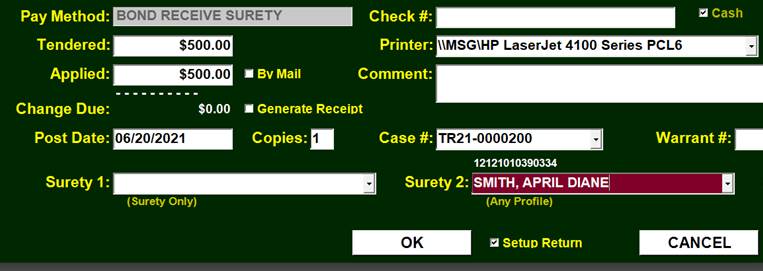 Pay Method: BOND RECEIVE SURETY Check #: Cash
Tendered: $500.00 Printer: \\MSG\HP LaserJet 4100 Series PCL6
Applied: $500.00 By Mail Comment:
----------
Change Due: $0.00 Generate Receipt
Post Date: 06/20/2021 Copies: 1 Case #: TR21-0000200 Warrant #:
12121010390334
Surety 1: Surety 2: SMITH, APRIL DIANE
(Surety Only) (Any Profile)
OK Setup Return CANCEL